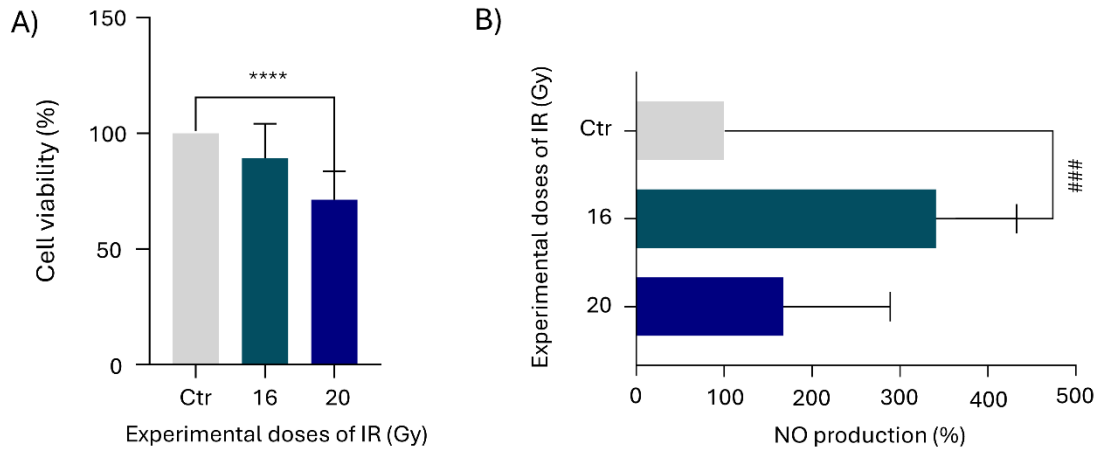 A)
Cell viability (%)
150
100
50
0
****
Ctr 16 20
Experimental doses of IR (Gy)
B)
Experimental doses of IR (Gy)
Ctr
16
20
###
0 100 200 300 400 500
NO production (%)